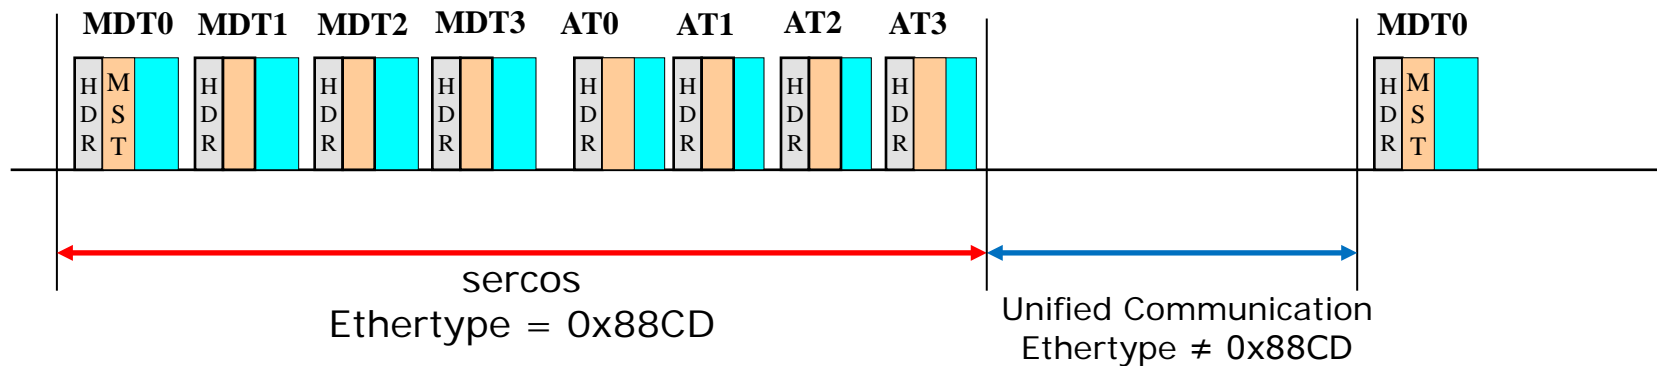 MDT0 MDT1 MDT2 MDT3 AT0 AT1 AT2 AT3 MDT0
HDR MST HDR HDR HDR HDR HDR HDR HDR HDR MST
sercos
Ethertype = 0x88CD
Unified Communication
Ethertype ≠ 0x88CD